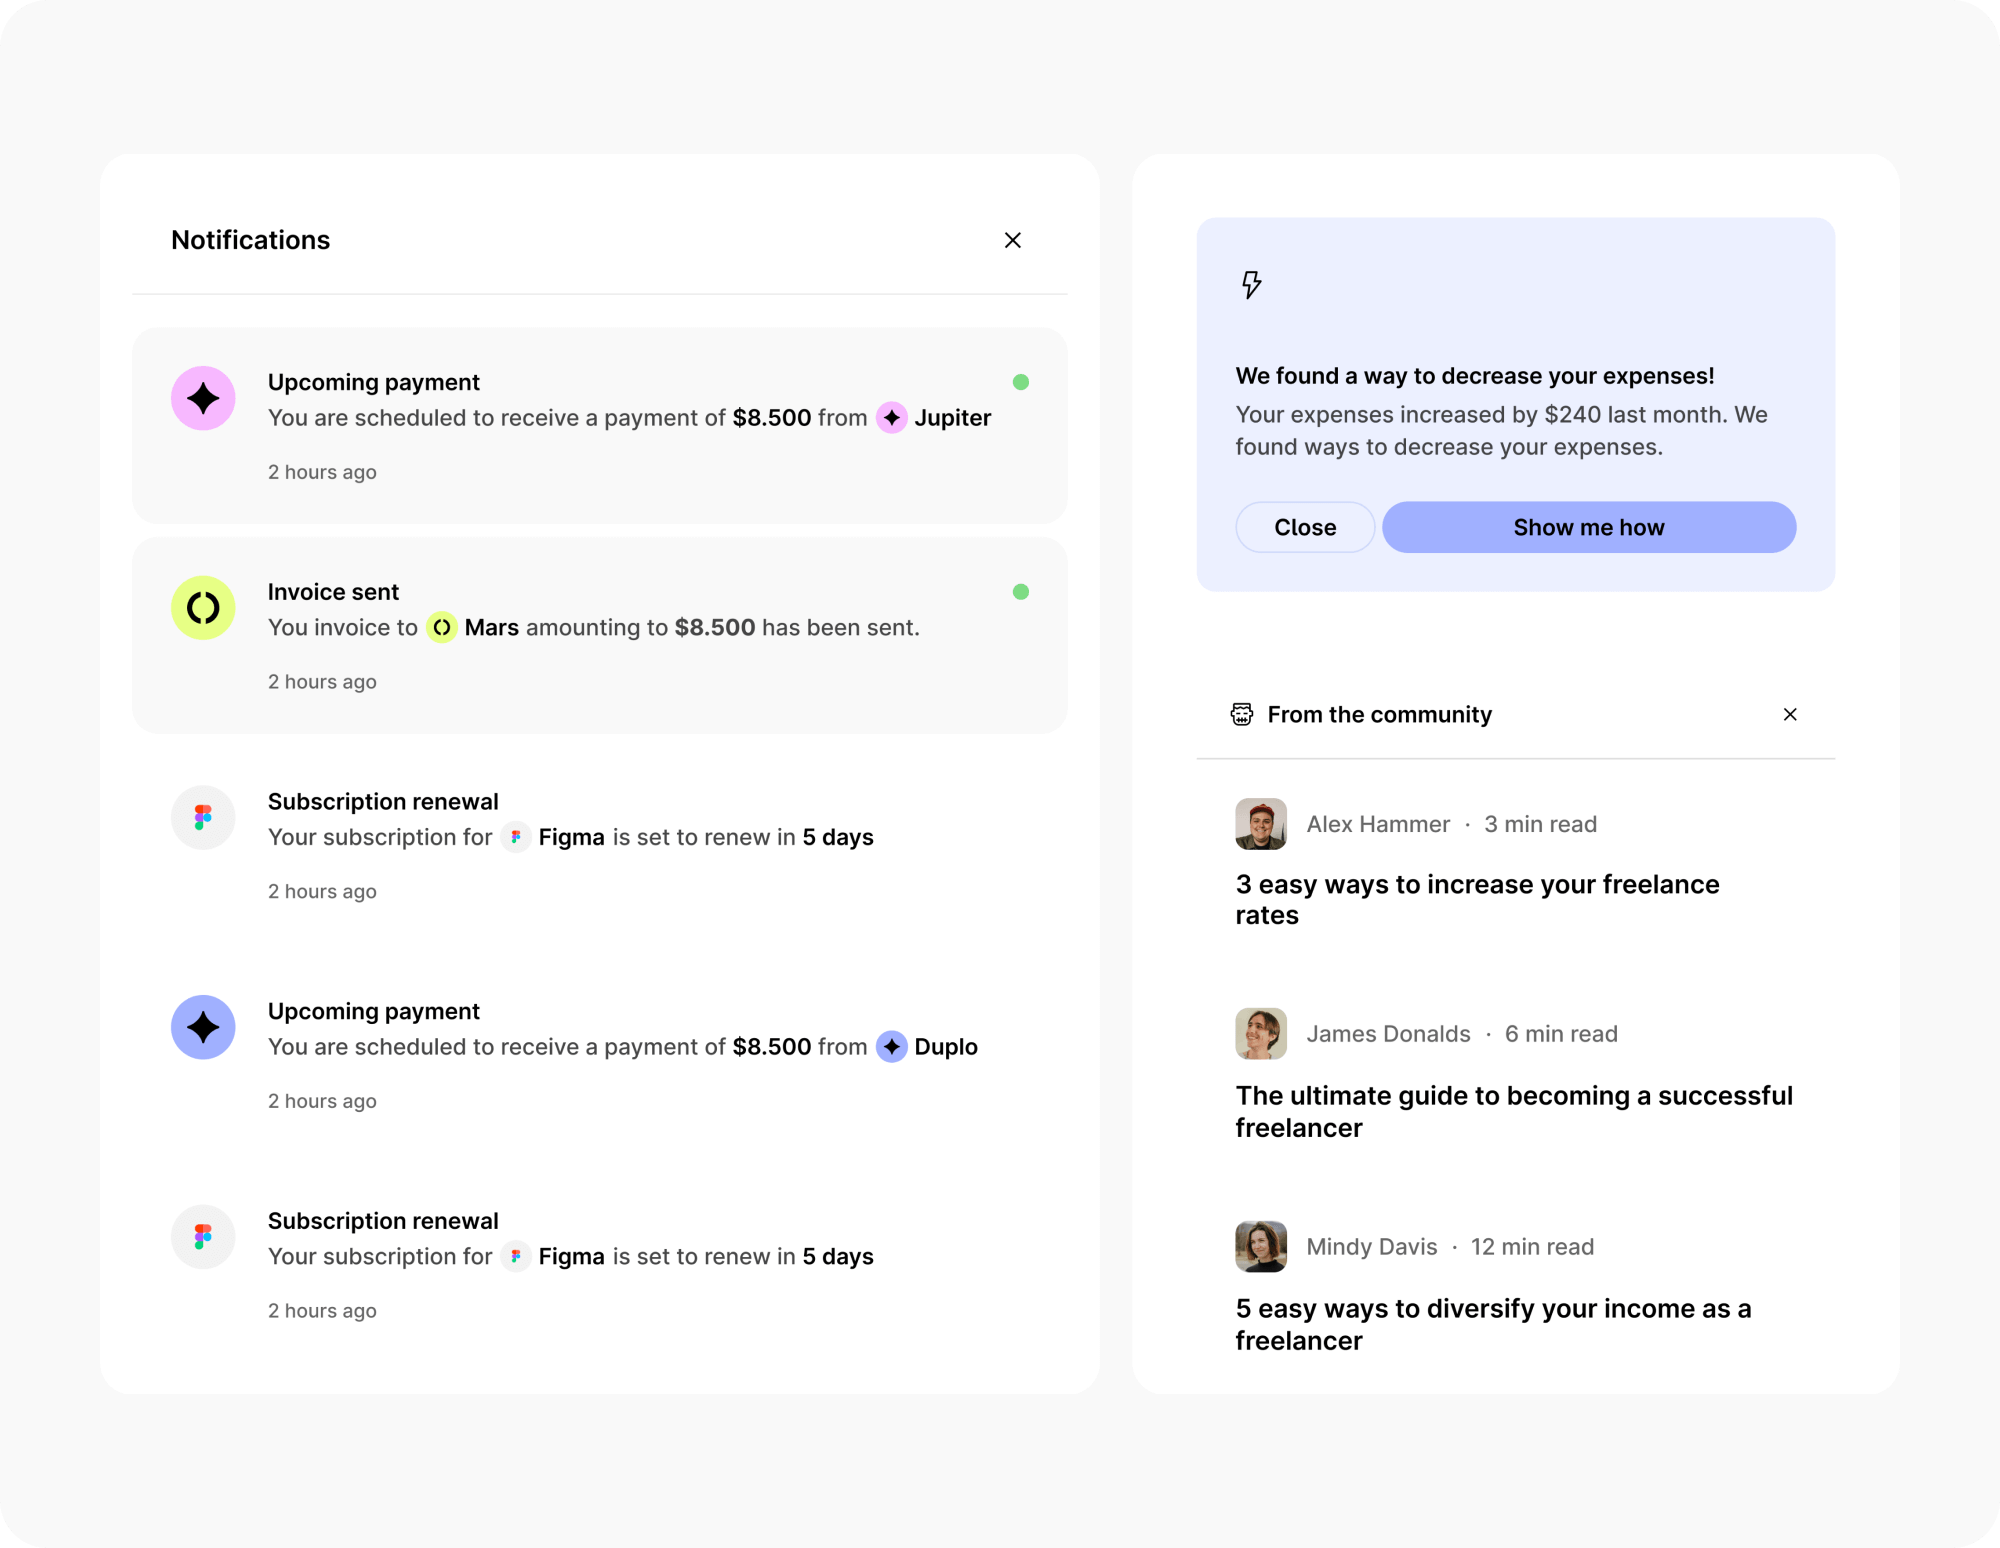 Notifications
Upcoming payment
You are scheduled to receive a payment of $8.500 from Jupiter
2 hours ago
Invoice sent
You invoice to Mars amounting to $8.500 has been sent.
2 hours ago
Subscription renewal
Your subscription for Figma is set to renew in 5 days
2 hours ago
Upcoming payment
You are scheduled to receive a payment of $8.500 from Duplo
2 hours ago
Subscription renewal
Your subscription for Figma is set to renew in 5 days
2 hours ago
We found a way to decrease your expenses!
Your expenses increased by $240 last month. We
found ways to decrease your expenses.
Close
Show me how
From the community
Alex Hammer · 3 min read
3 easy ways to increase your freelance
rates
James Donalds · 6 min read
The ultimate guide to becoming a successful
freelancer
Mindy Davis · 12 min read
5 easy ways to diversify your income as a
freelancer